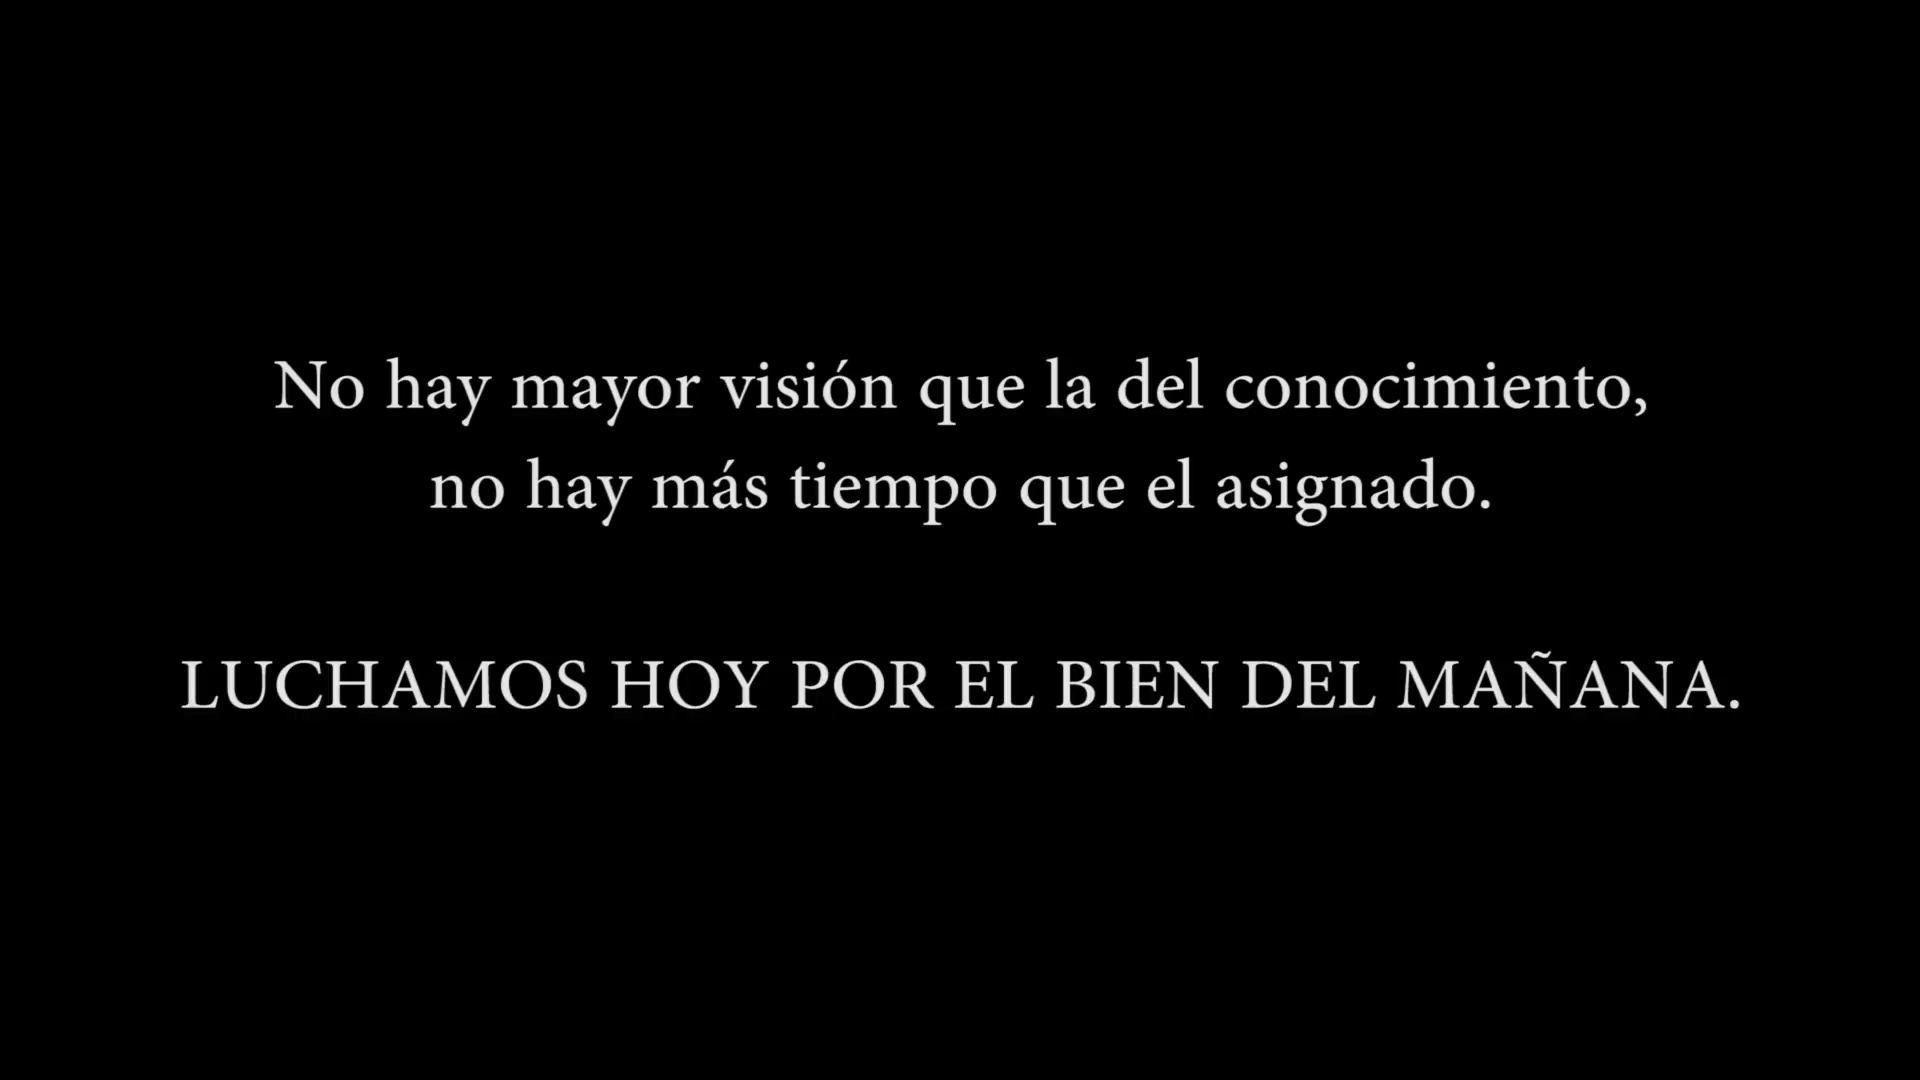 No hay mayor visión que la del conocimiento,
no hay más tiempo que el asignado.
LUCHAMOS HOY POR EL BIEN DEL MAÑANA.